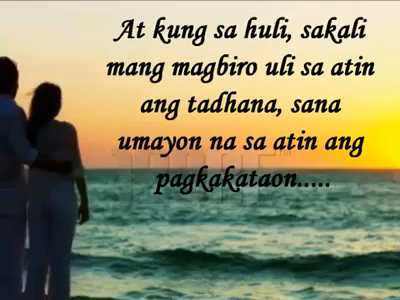 At kung sa huli, sakali
mang magbiro uli sa atin
ang tadhana, sana
umayon na sa atin ang
pagkakataon.....